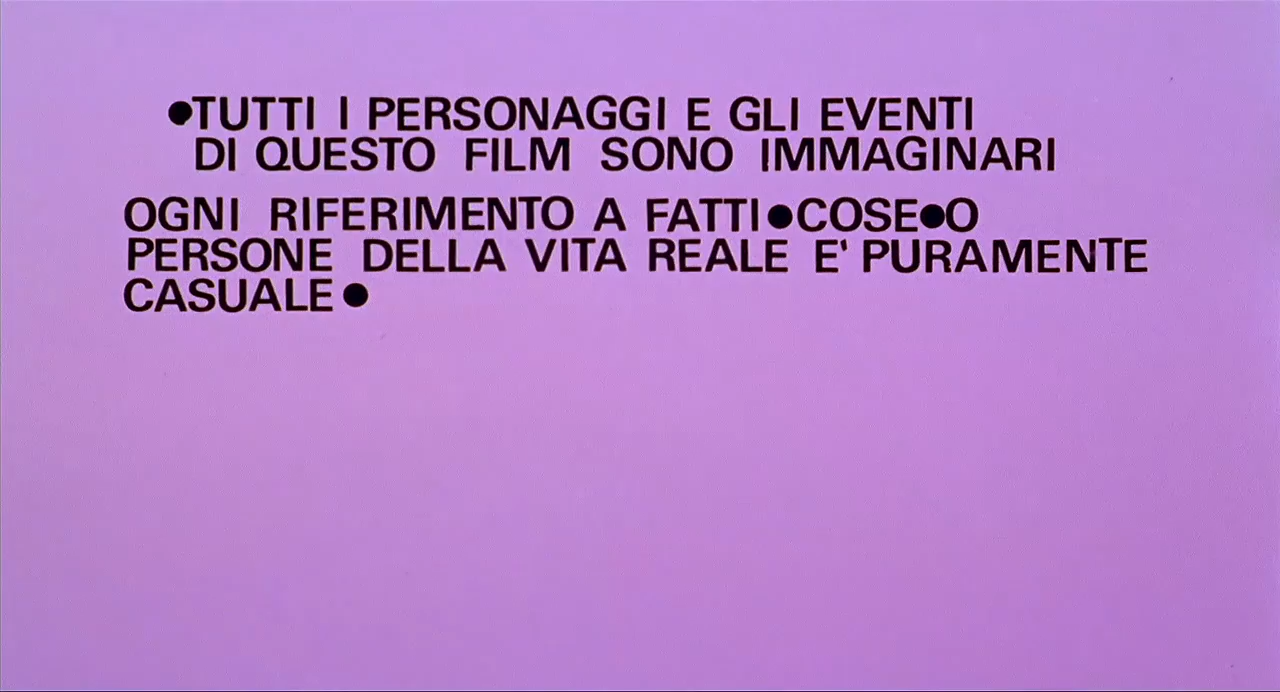 ●TUTTI I PERSONAGGI E GLI EVENTI
DI QUESTO FILM SONO IMMAGINARI
OGNI RIFERIMENTO A FATTI●COSE●O
PERSONE DELLA VITA REALE E' PURAMENTE
CASUALE●